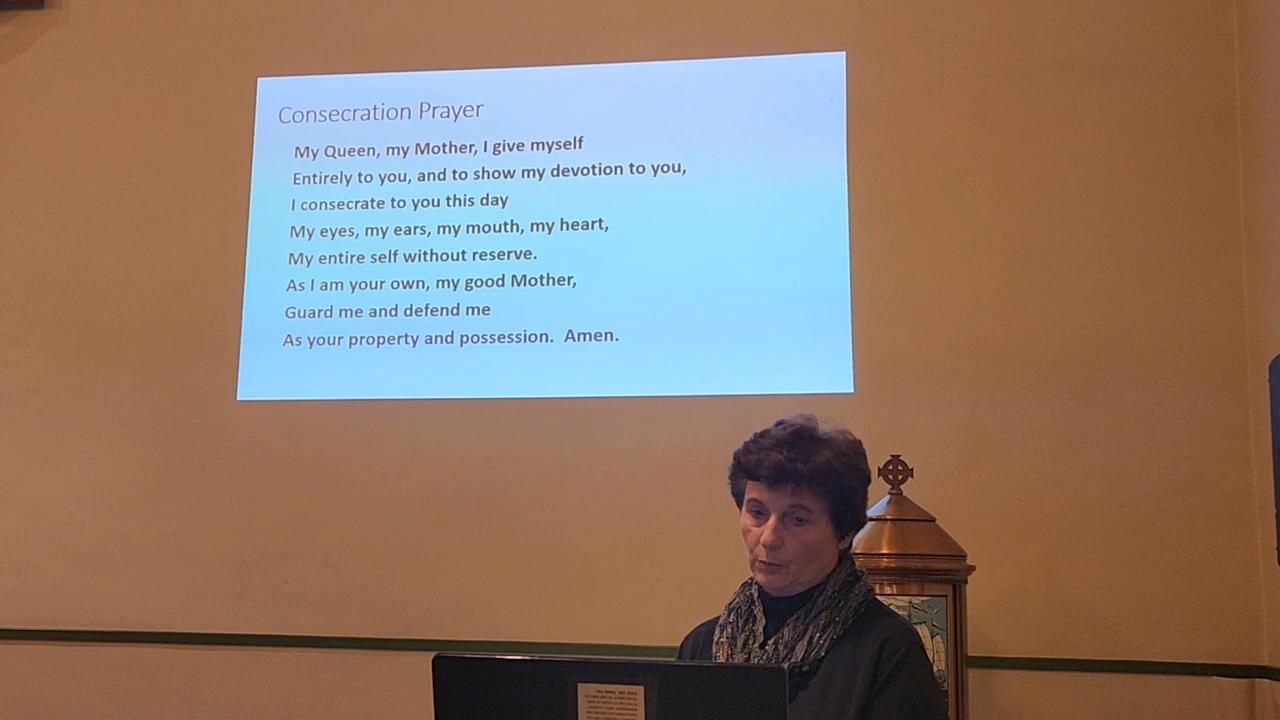 Consecration Prayer
My Queen, my Mother, I give myself
Entirely to you, and to show my devotion to you,
I consecrate to you this day
My eyes, my ears, my mouth, my heart,
My entire self without reserve.
As I am your own, my good Mother,
Guard me and defend me
As your property and possession.  Amen.